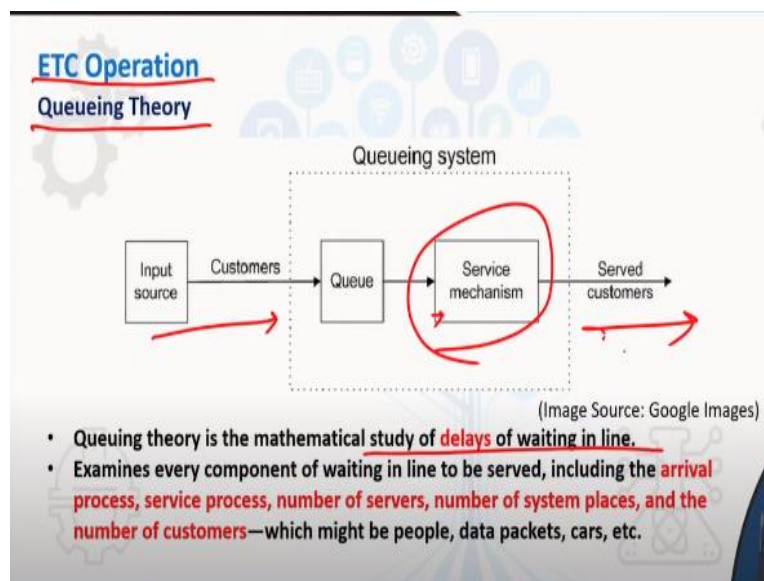 ETC Operation
Queueing Theory
Queueing system
Input
source
Customers
Queue
Service
mechanism
Served
customers
(Image Source: Google Images)
• Queuing theory is the mathematical study of delays of waiting in line.
• Examines every component of waiting in line to be served, including the arrival
process, service process, number of servers, number of system places, and the
number of customers—which might be people, data packets, cars, etc.